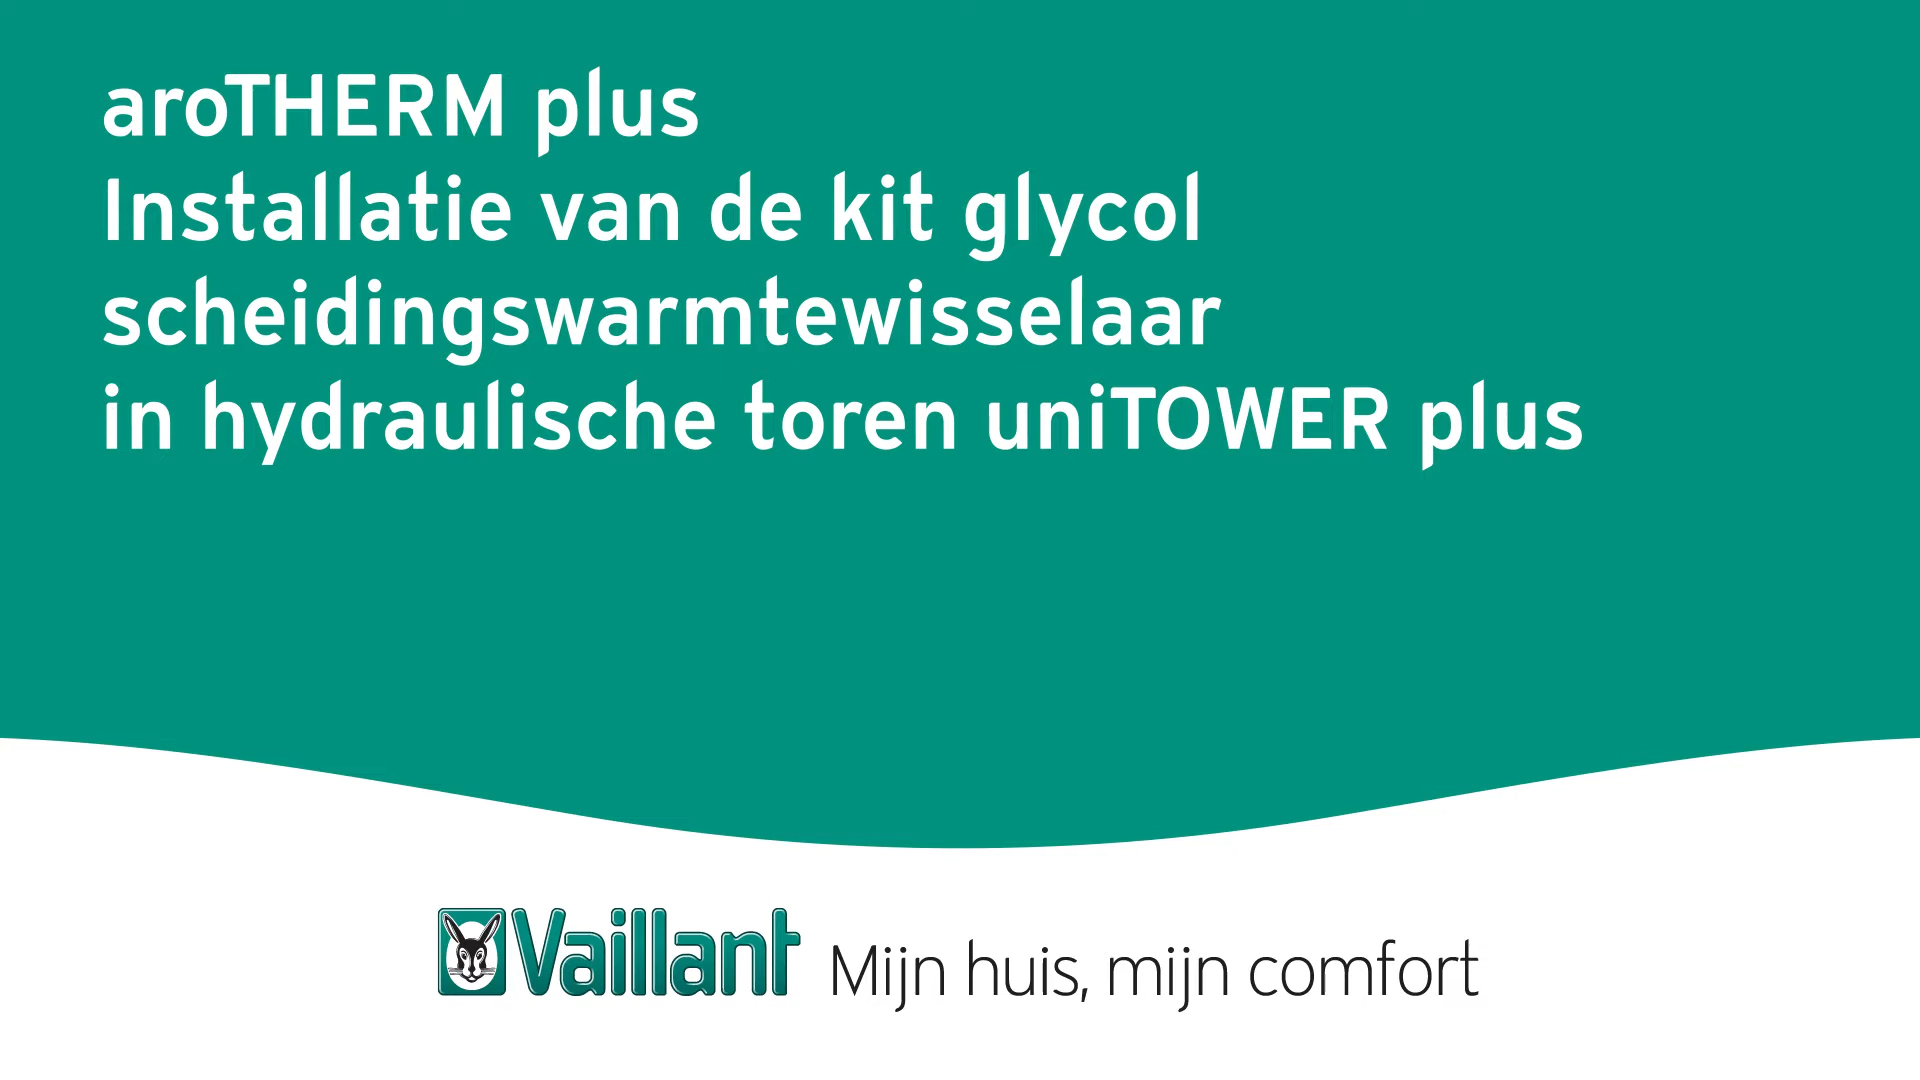 aroTHERM plus
Installatie van de kit glycol
scheidingswarmtewisselaar
in hydraulische toren uniTOWER plus
Vaillant Mijn huis, mijn comfort